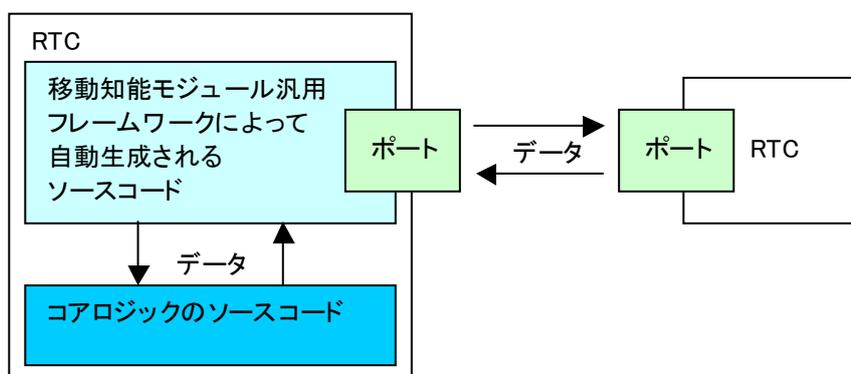 RTC
移動知能モジュール汎用
フレームワークによって
自動生成される
ソースコード
ポート
データ
ポート
RTC
データ
コアロジックのソースコード